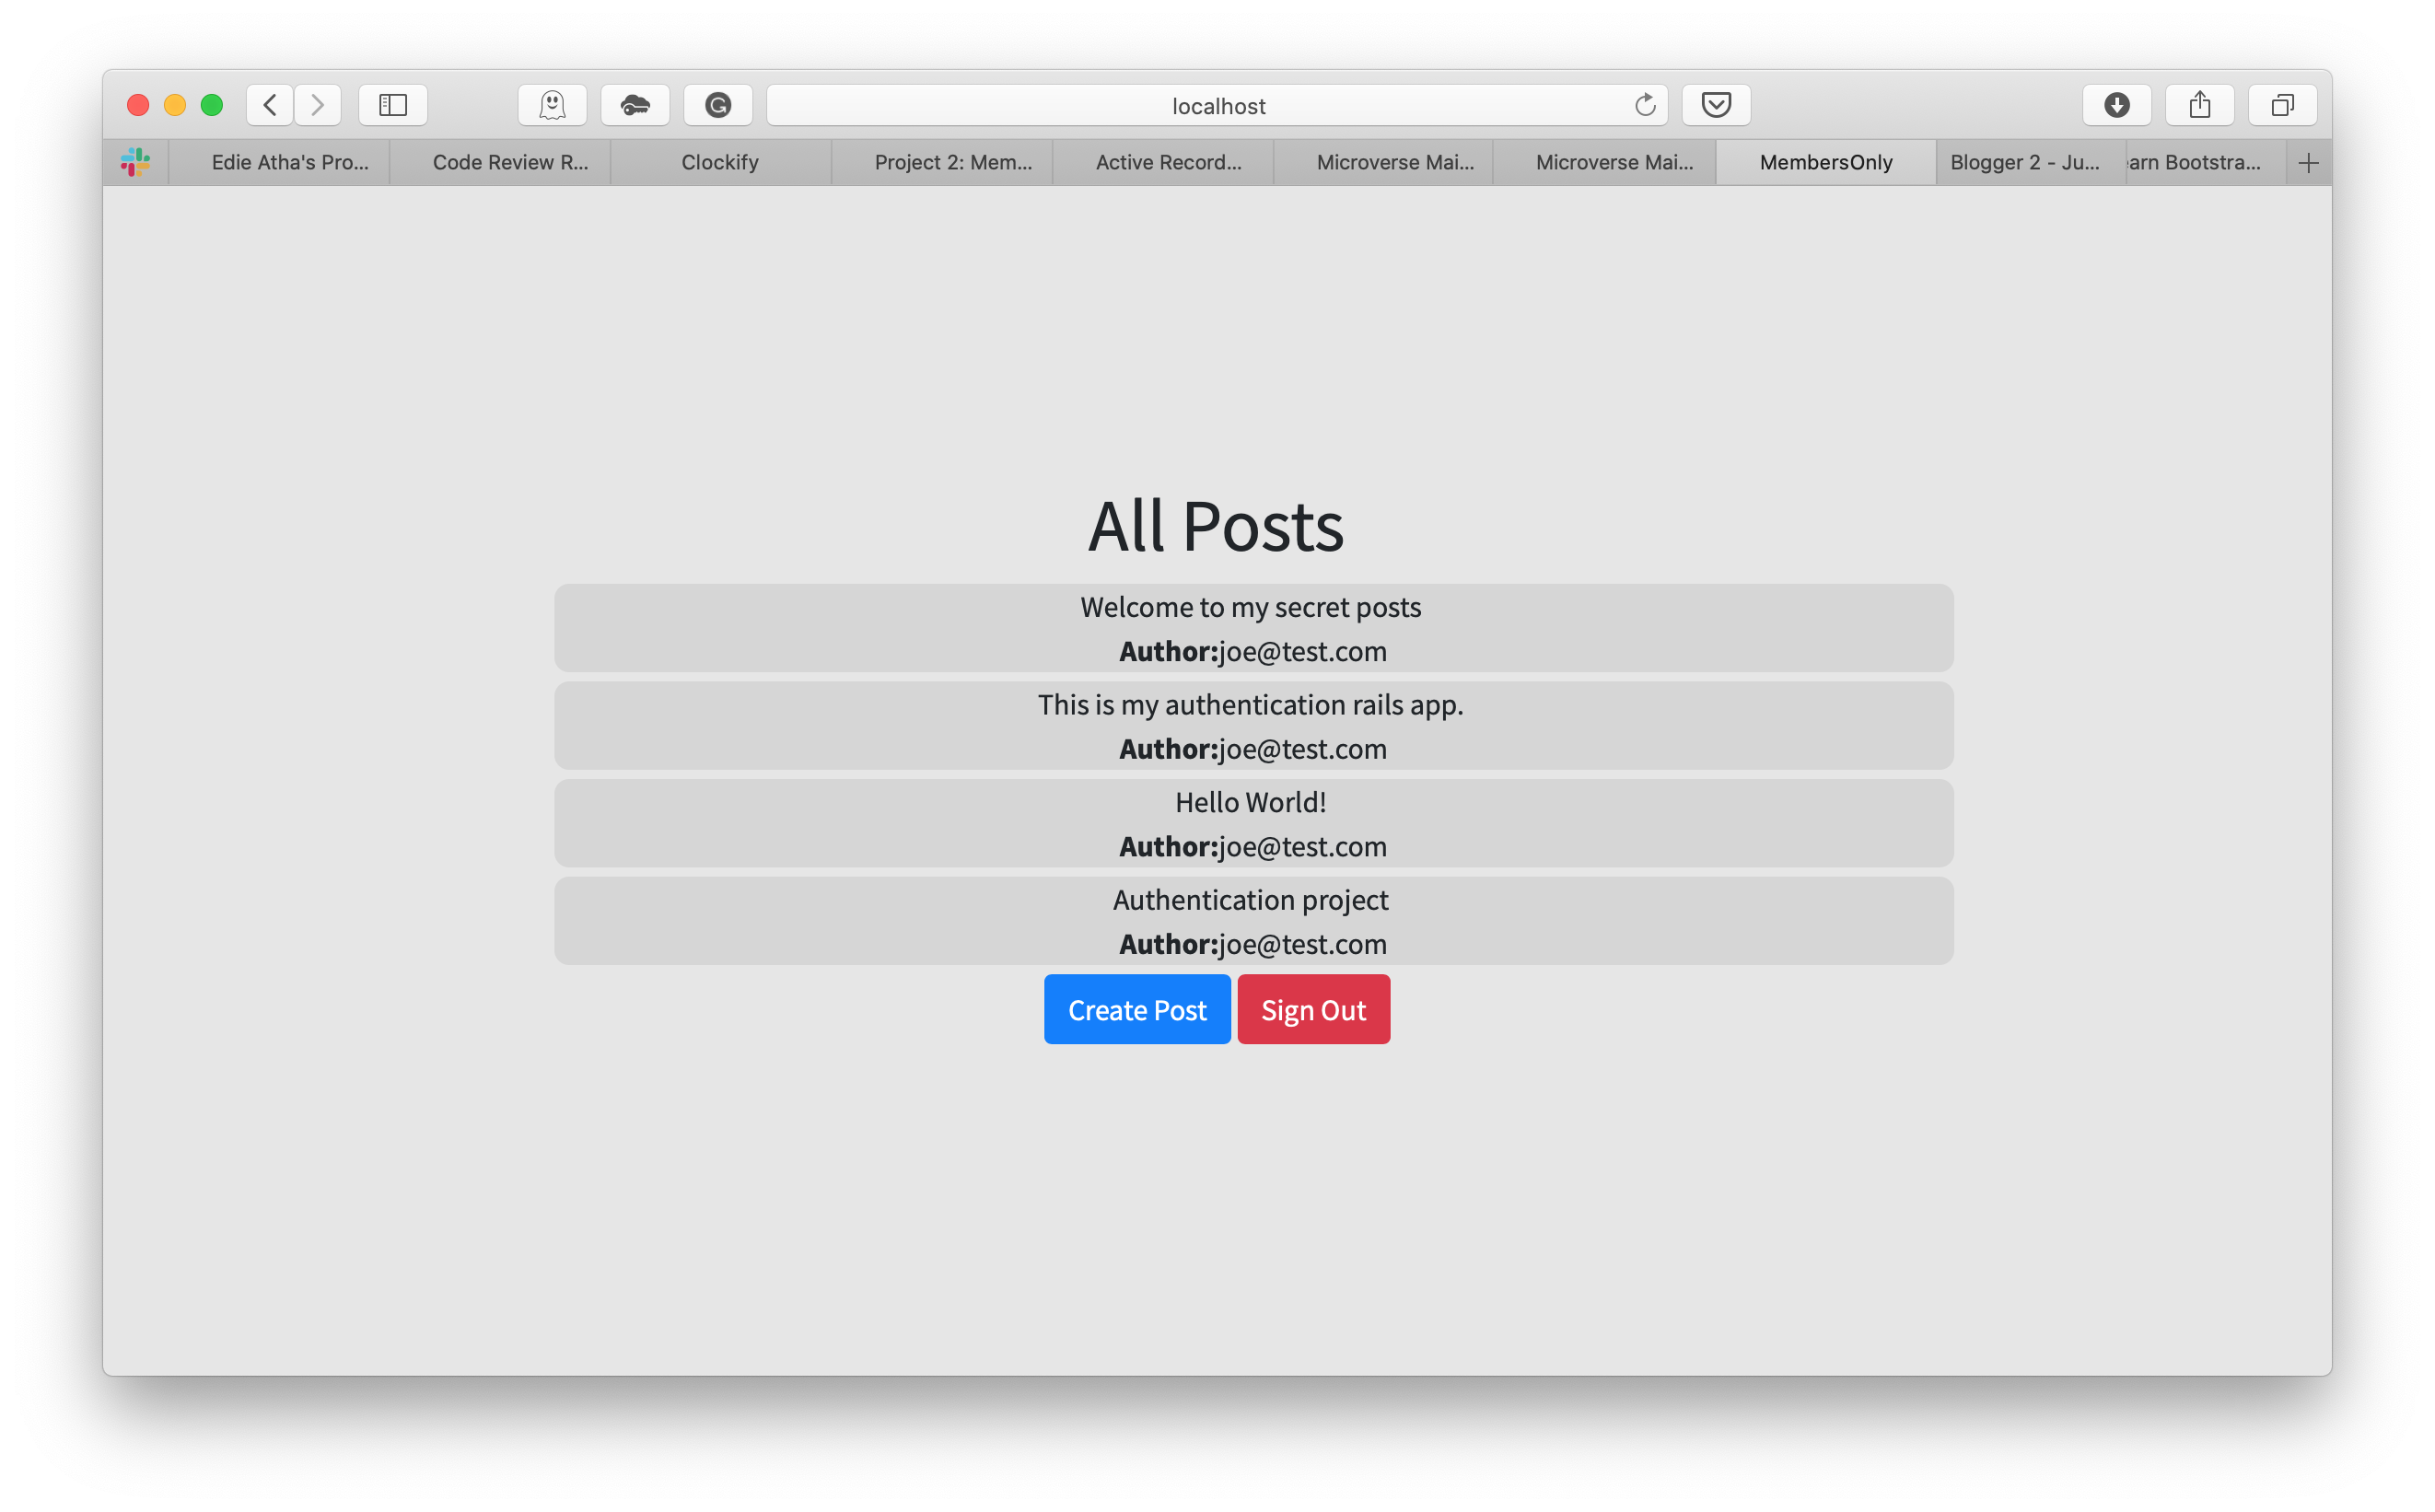 localhost
Edie Atha's Pro... Code Review R... Clockify Project 2: Mem... Active Record... Microverse Mai... Microverse Mai... MembersOnly Blogger 2 - Ju... arn Bootstra...
All Posts
Welcome to my secret posts
Author:joe@test.com
This is my authentication rails app.
Author:joe@test.com
Hello World!
Author:joe@test.com
Authentication project
Author:joe@test.com
Create Post Sign Out